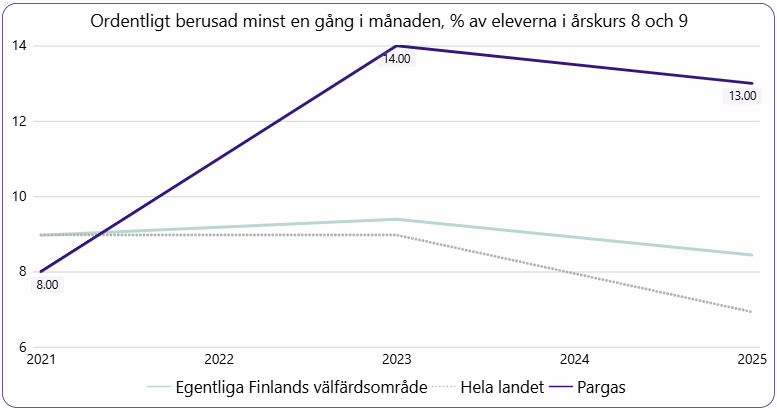 Ordentligt berusad minst en gång i månaden, % av eleverna i årskurs 8 och 9
14
14.00
13.00
12
10
8
8.00
6
2021 2022 2023 2024 2025
Egentliga Finlands välfärdsområde Hela landet Pargas